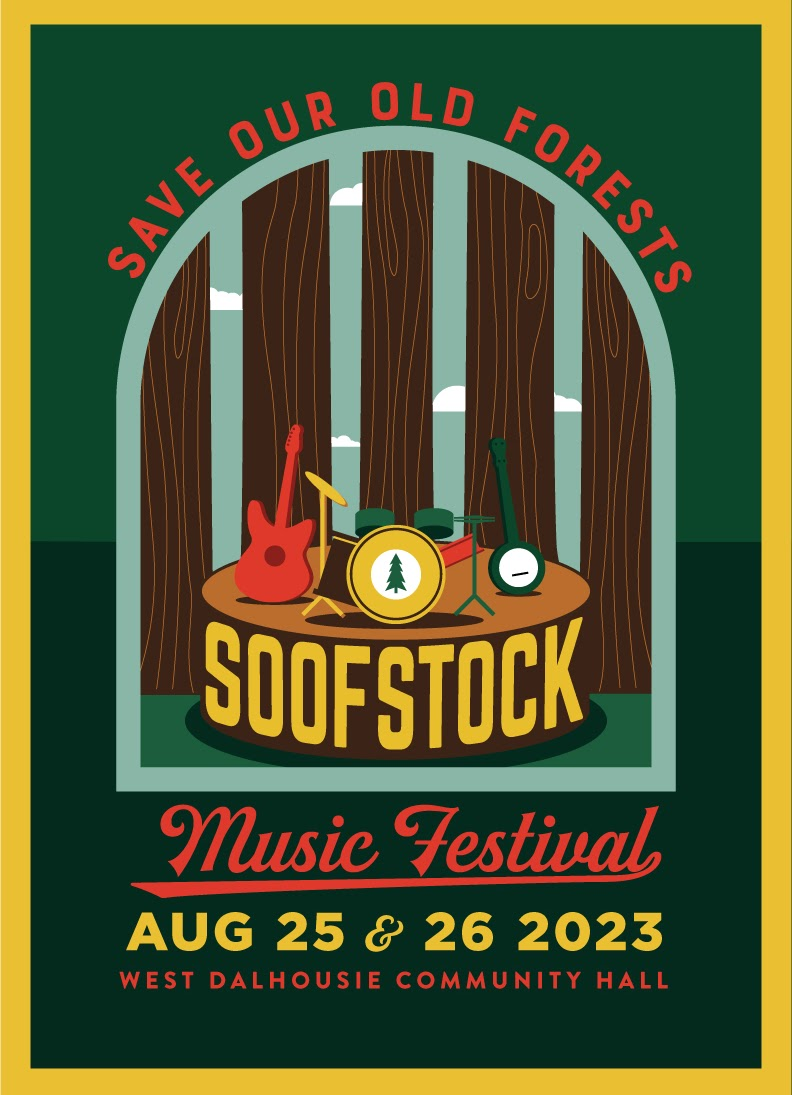 SAVE OUR OLD FORESTS
SOOFSTOCK
Music Festival
AUG 25 & 26 2023
WEST DALHOUSIE COMMUNITY HALL